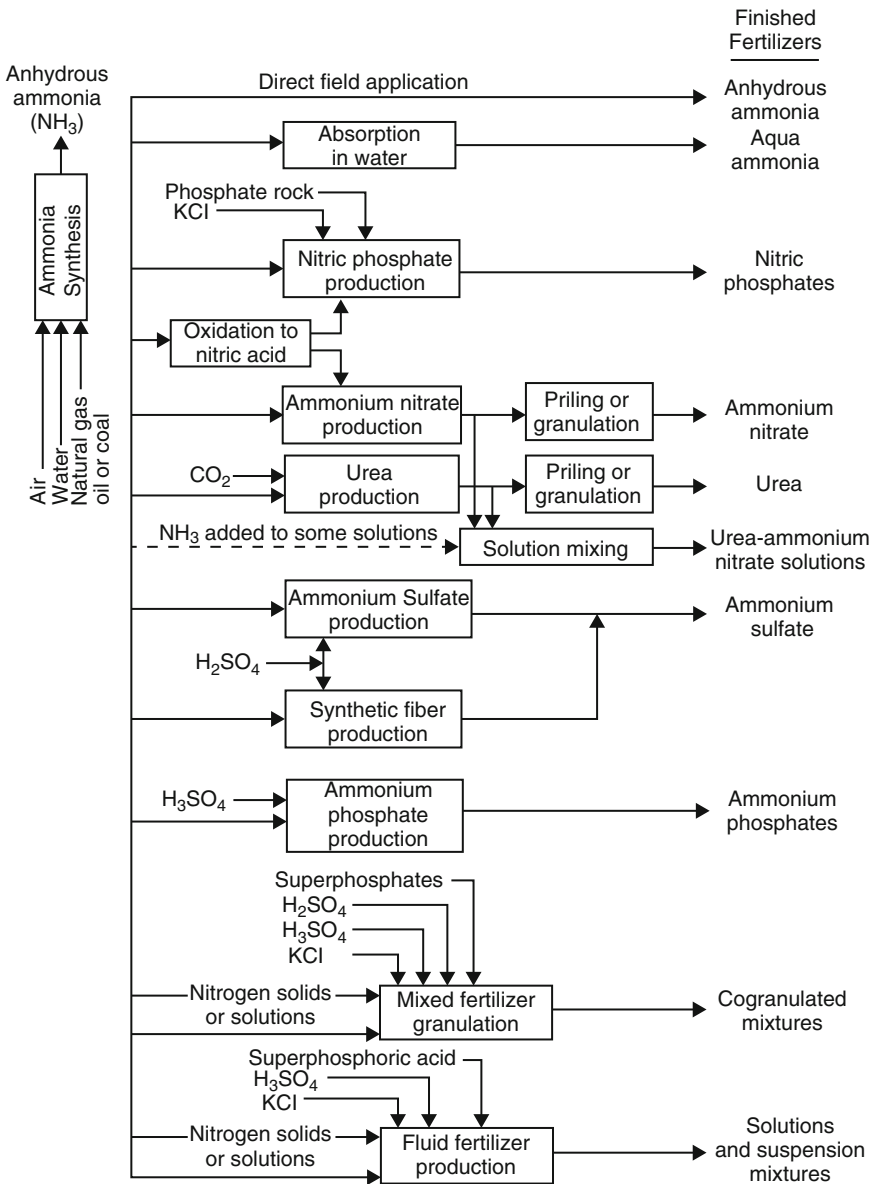 Finished
Fertilizers
Anhydrous
ammonia
(NH₃)
Ammonia
Synthesis
Air
Water
Natural gas
oil or coal
Direct field application
Anhydrous
ammonia
Absorption
in water
Aqua
ammonia
Phosphate rock
KCl
Nitric phosphate
production
Nitric
phosphates
Oxidation to
nitric acid
Ammonium nitrate
production
Priling or
granulation
Ammonium
nitrate
CO₂
Urea
production
Priling or
granulation
Urea
NH₃ added to some solutions
Solution mixing
Urea-ammonium
nitrate solutions
Ammonium Sulfate
production
Ammonium
sulfate
H₂SO₄
Synthetic fiber
production
H₃SO₄
Ammonium
phosphate
production
Ammonium
phosphates
Superphosphates
H₂SO₄
H₃SO₄
KCl
Nitrogen solids
or solutions
Mixed fertilizer
granulation
Cogranulated
mixtures
Superphosphoric acid
H₃SO₄
KCl
Nitrogen solids
or solutions
Fluid fertilizer
production
Solutions
and suspension
mixtures